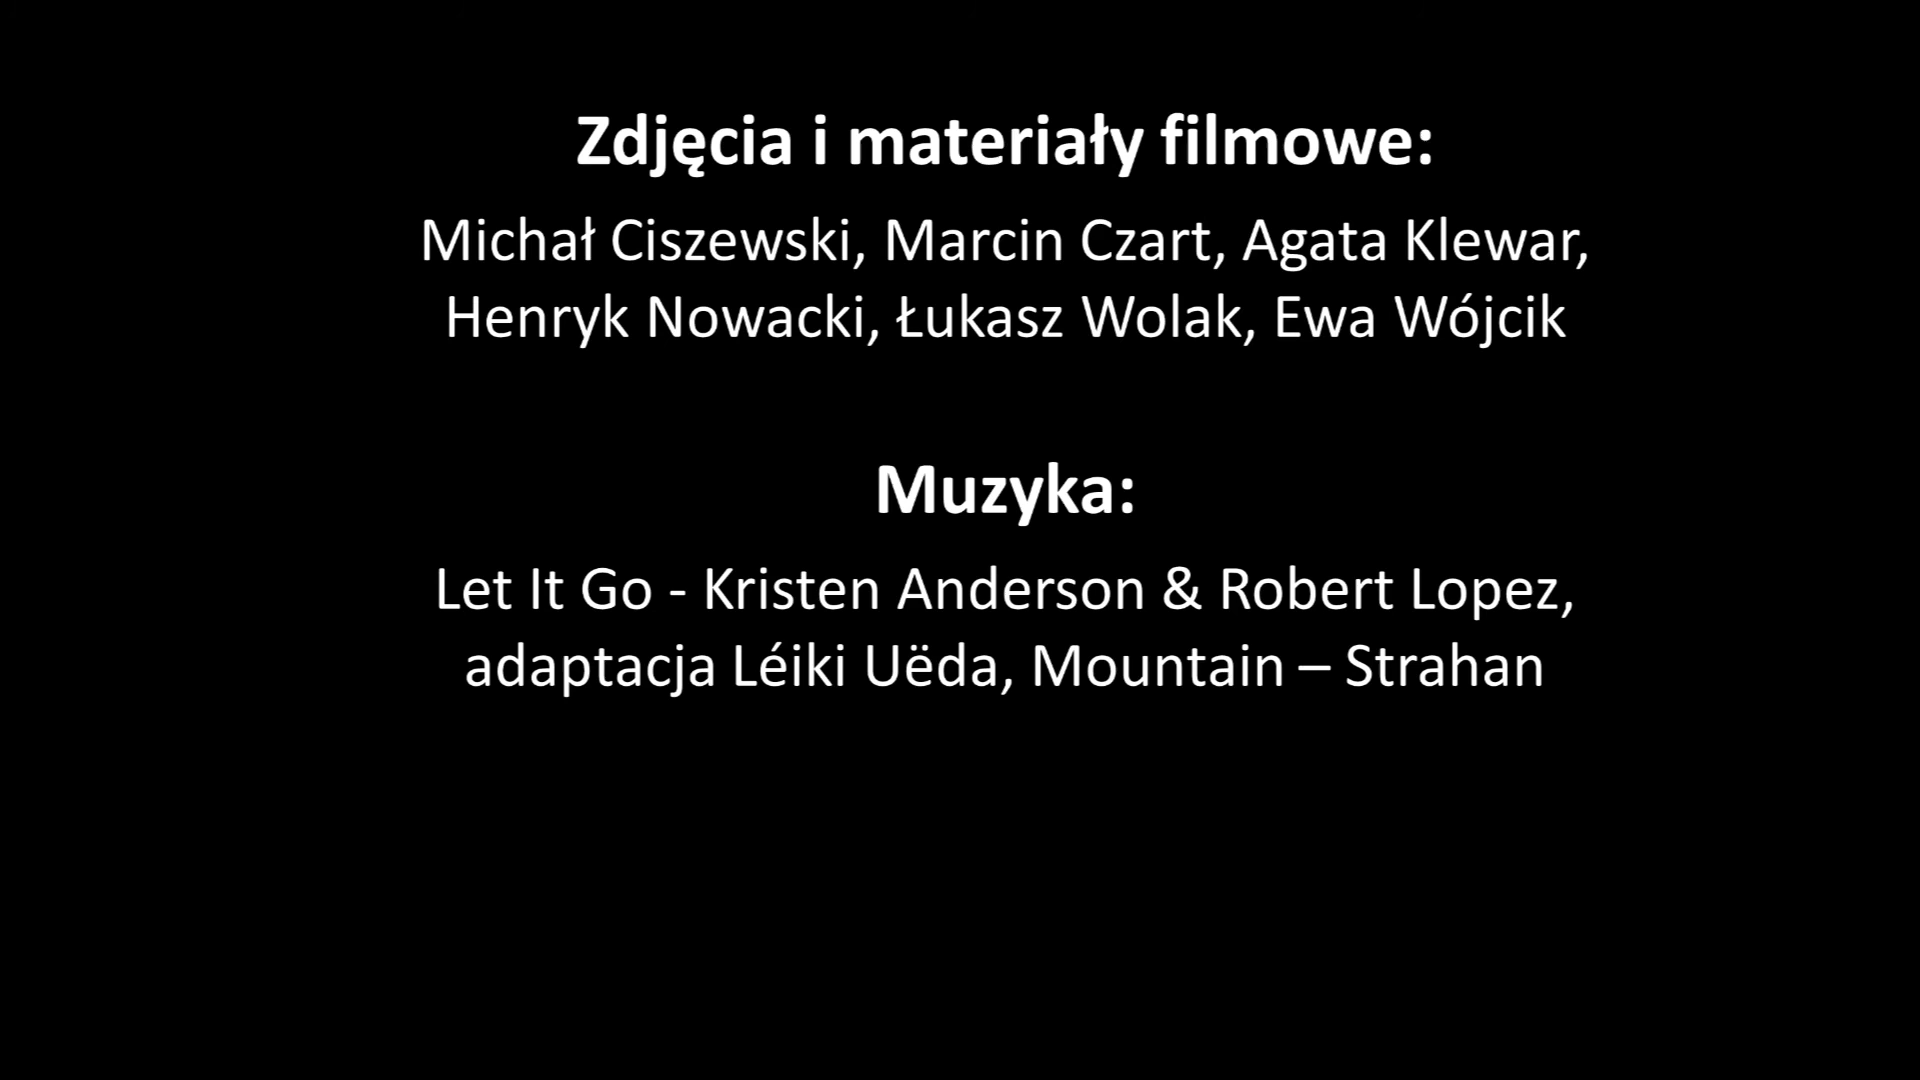 Zdjęcia i materiały filmowe:
Michał Ciszewski, Marcin Czart, Agata Klewar,
Henryk Nowacki, Łukasz Wolak, Ewa Wójcik
Muzyka:
Let It Go - Kristen Anderson & Robert Lopez,
adaptacja Léiki Uëda, Mountain – Strahan